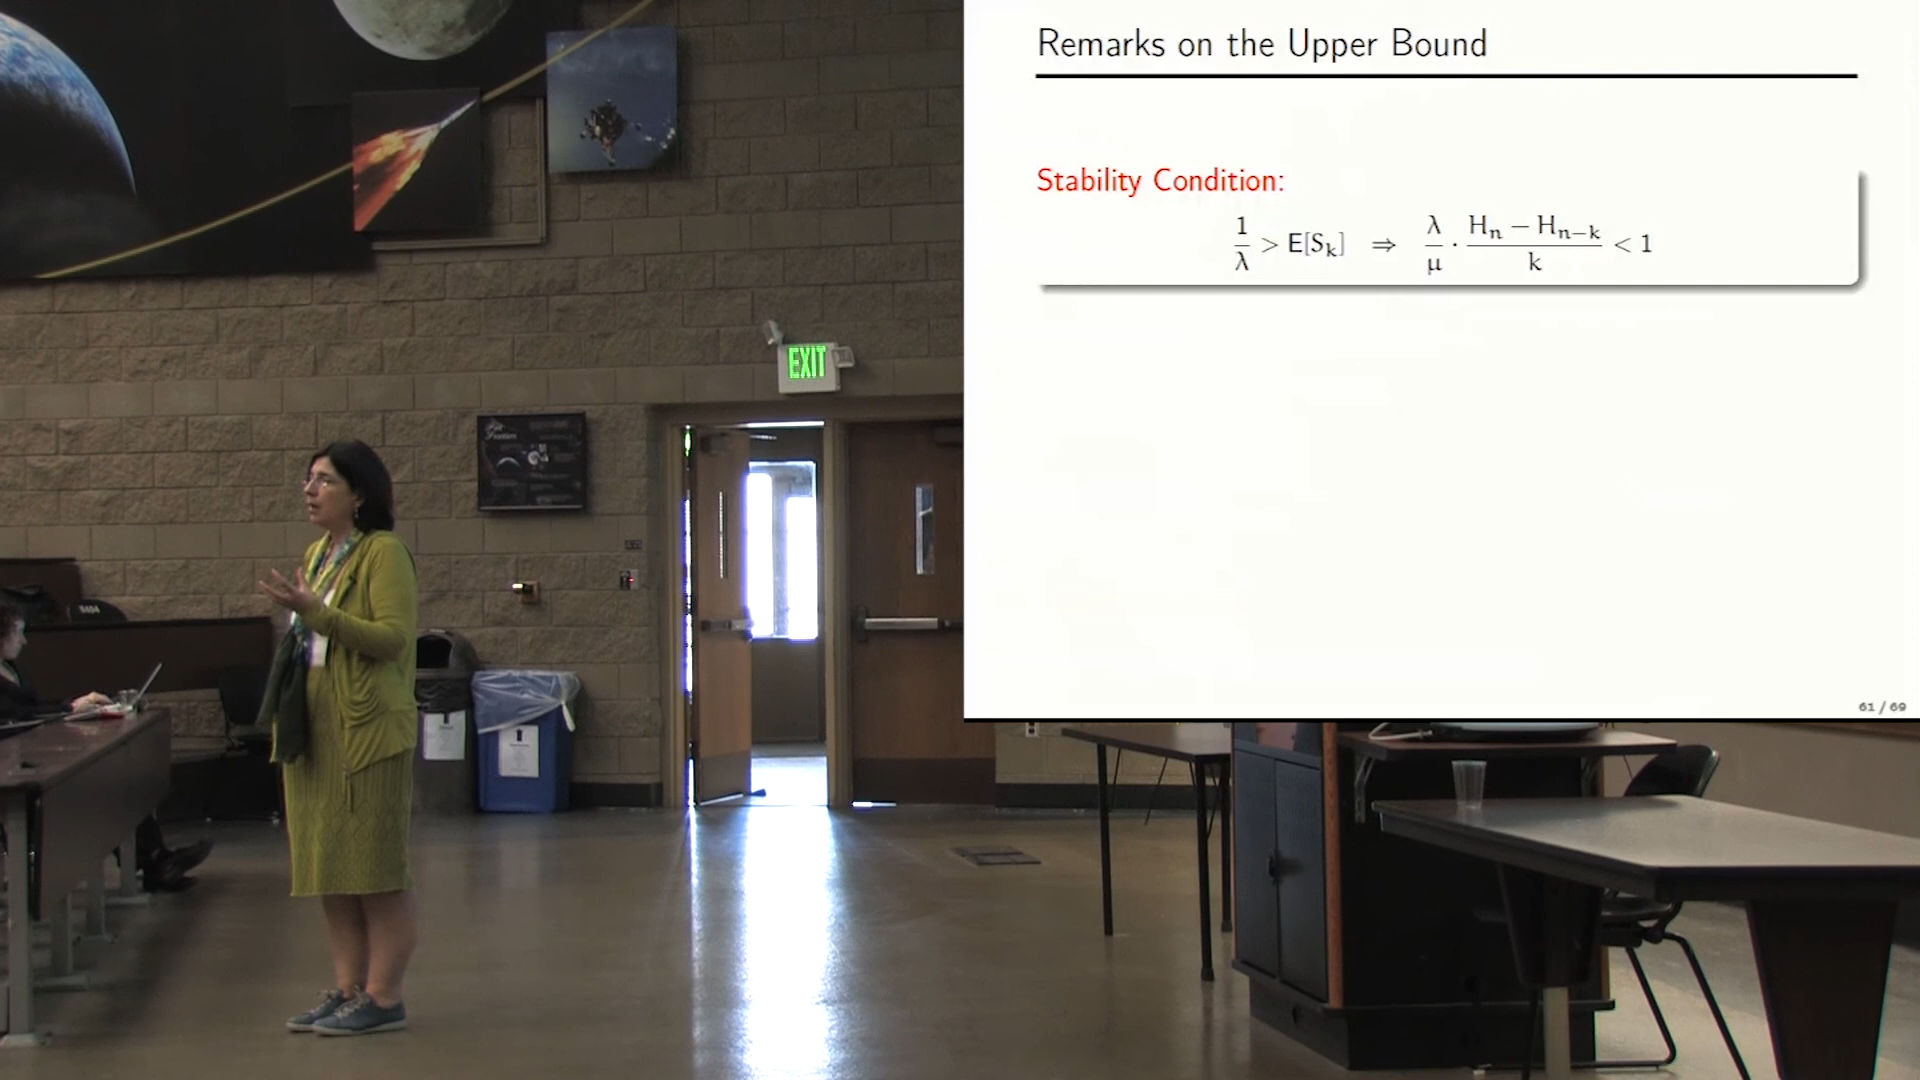 Remarks on the Upper Bound
Stability Condition:
1/λ > E[S_k] ⇒ λ/μ · (H_n − H_{n−k})/k < 1
61 / 69
EXIT